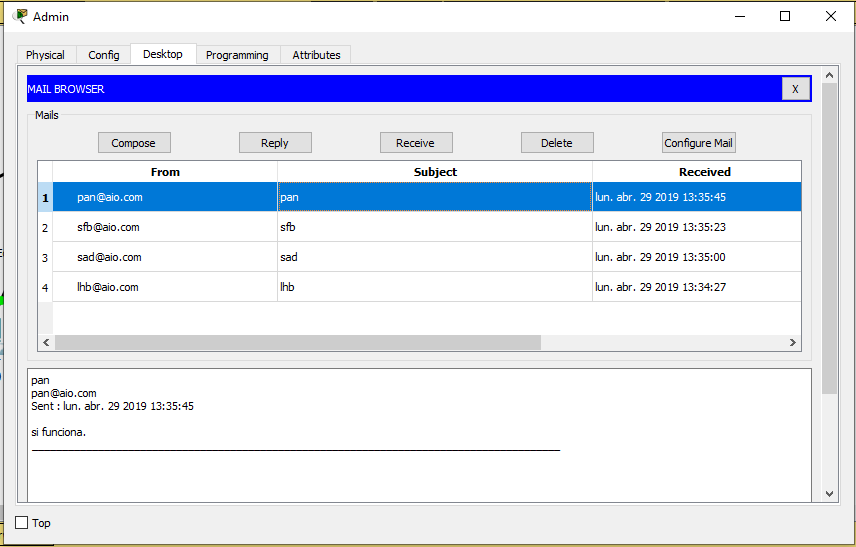 Admin
Physical Config Desktop Programming Attributes
MAIL BROWSER X
Mails
Compose Reply Receive Delete Configure Mail
From Subject Received
1 pan@aio.com pan lun. abr. 29 2019 13:35:45
2 sfb@aio.com sfb lun. abr. 29 2019 13:35:23
3 sad@aio.com sad lun. abr. 29 2019 13:35:00
4 lhb@aio.com lhb lun. abr. 29 2019 13:34:27
pan
pan@aio.com
Sent : lun. abr. 29 2019 13:35:45
si funciona.
Top